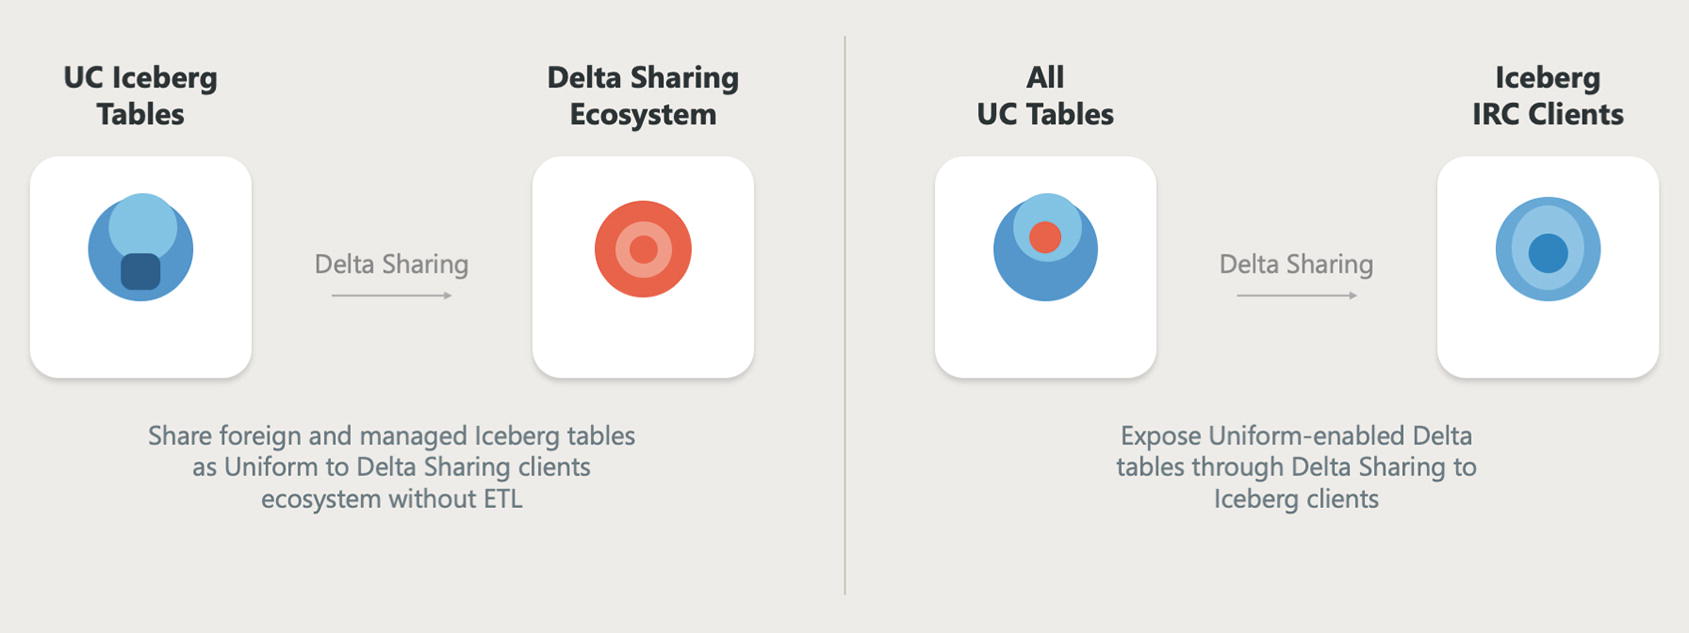 UC Iceberg
Tables
Delta Sharing
Ecosystem
Delta Sharing
Share foreign and managed Iceberg tables
as Uniform to Delta Sharing clients
ecosystem without ETL
All
UC Tables
Iceberg
IRC Clients
Delta Sharing
Expose Uniform-enabled Delta
tables through Delta Sharing to
Iceberg clients